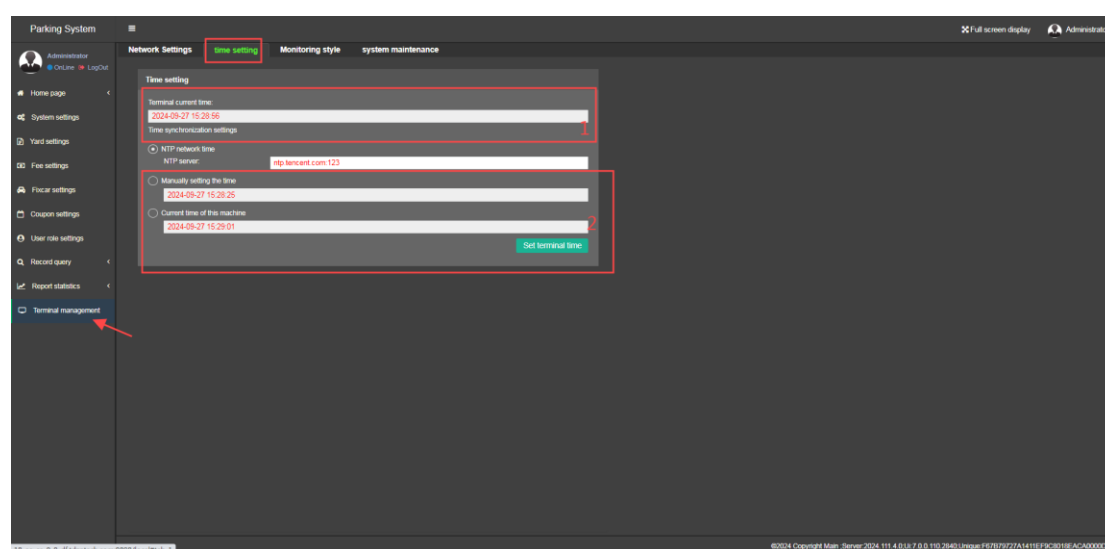 Parking System
Full screen display
Administrato
Administrator
OnLine LogOut
Network Settings time setting Monitoring style system maintenance
Home page
System settings
Yard settings
Fee settings
Fixcar settings
Coupon settings
User role settings
Record query
Report statistics
Terminal management
Time setting
Terminal current time:
2024-09-27 15:28:56
1
Time synchronization settings
NTP network time
NTP server:
ntp.tencent.com:123
Manually setting the time
2024-09-27 15:28:25
Current time of this machine
2024-09-27 15:29:01
2
Set terminal time
©2024 Copyright Main :Server:2024.111.4.0;UI:7.0.0.110.2640;Unique:F67B79727A1411EF9C8018EACA0000D